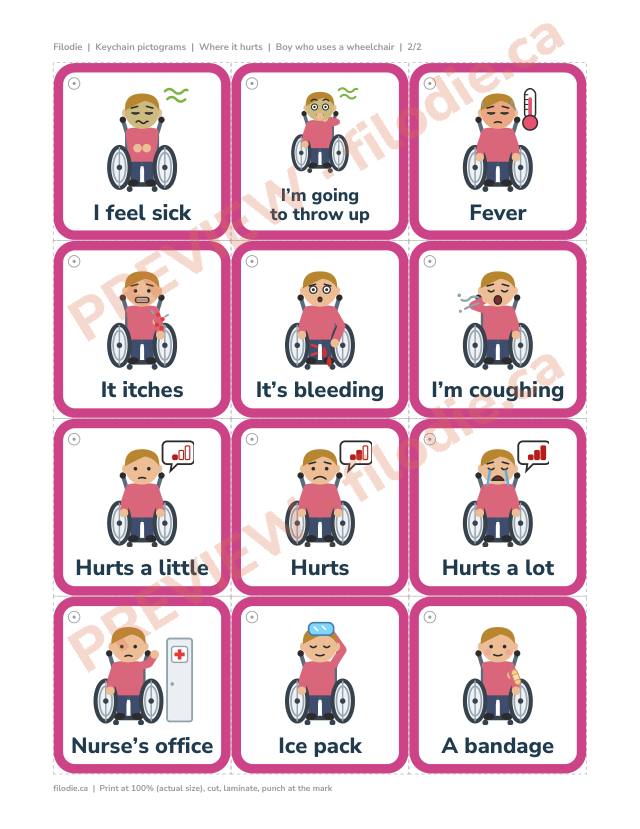 Filodie | Keychain pictograms | Where it hurts | Boy who uses a wheelchair | 2/2
I feel sick
I'm going
to throw up
Fever
It itches
It's bleeding
I'm coughing
Hurts a little
Hurts
Hurts a lot
Nurse's office
Ice pack
A bandage
PREVIEW · filodie.ca
PREVIEW · filodie.ca
filodie.ca | Print at 100% (actual size), cut, laminate, punch at the mark